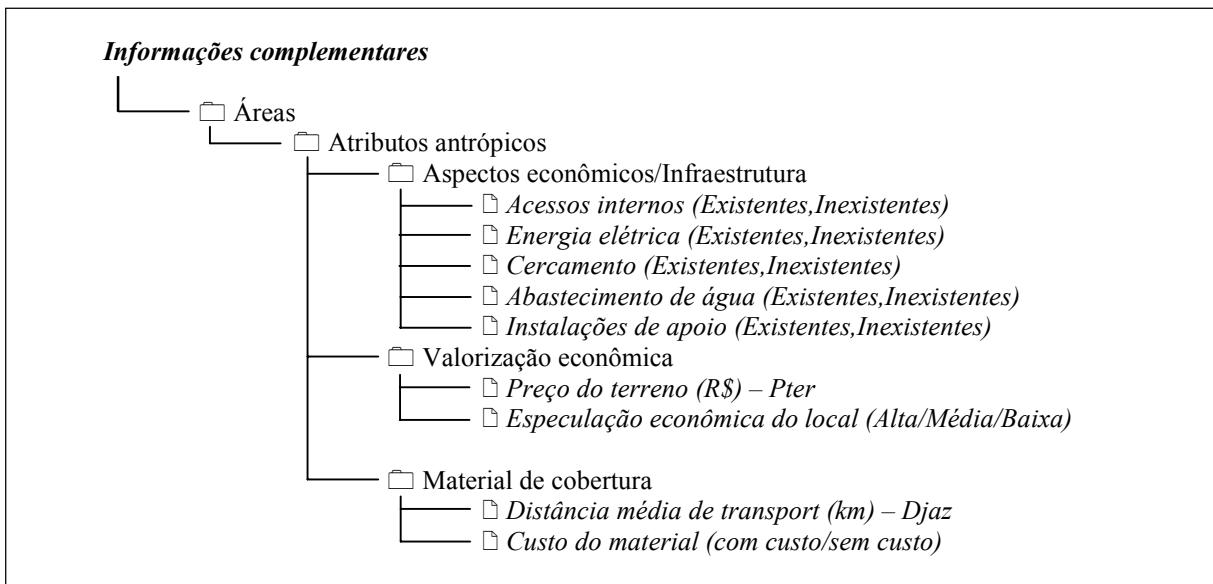 Informações complementares
Áreas
Atributos antrópicos
Aspectos econômicos/Infraestrutura
Acessos internos (Existentes,Inexistentes)
Energia elétrica (Existentes,Inexistentes)
Cercamento (Existentes,Inexistentes)
Abastecimento de água (Existentes,Inexistentes)
Instalações de apoio (Existentes,Inexistentes)
Valorização econômica
Preço do terreno (R$) – Pter
Especulação econômica do local (Alta/Média/Baixa)
Material de cobertura
Distância média de transport (km) – Djaz
Custo do material (com custo/sem custo)